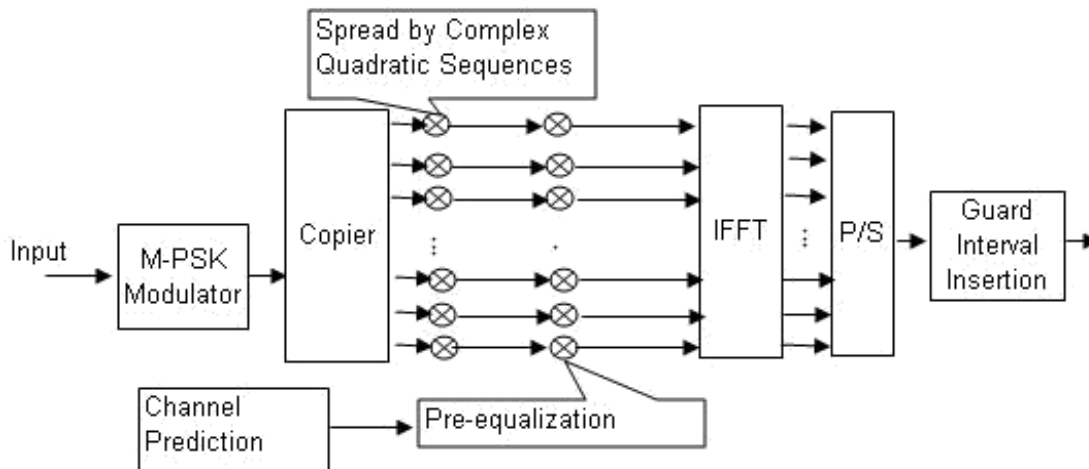 Spread by Complex
Quadratic Sequences
Input
M-PSK
Modulator
Copier
IFFT
P/S
Guard
Interval
Insertion
Channel
Prediction
Pre-equalization